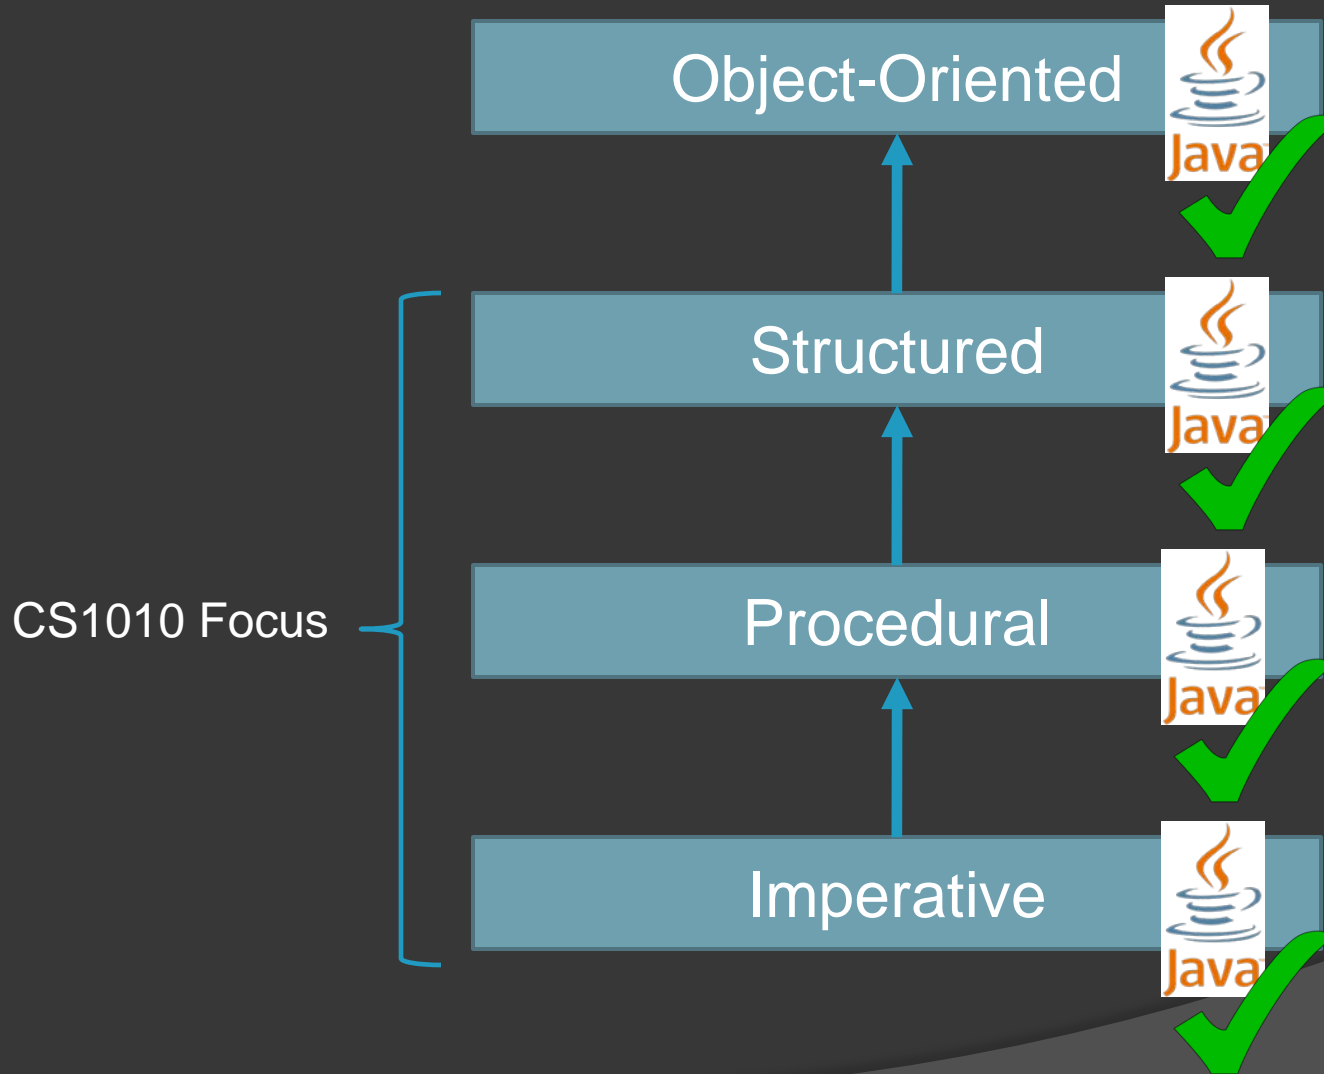 Object-Oriented
Java
Structured
Java
CS1010 Focus
Procedural
Java
Imperative
Java